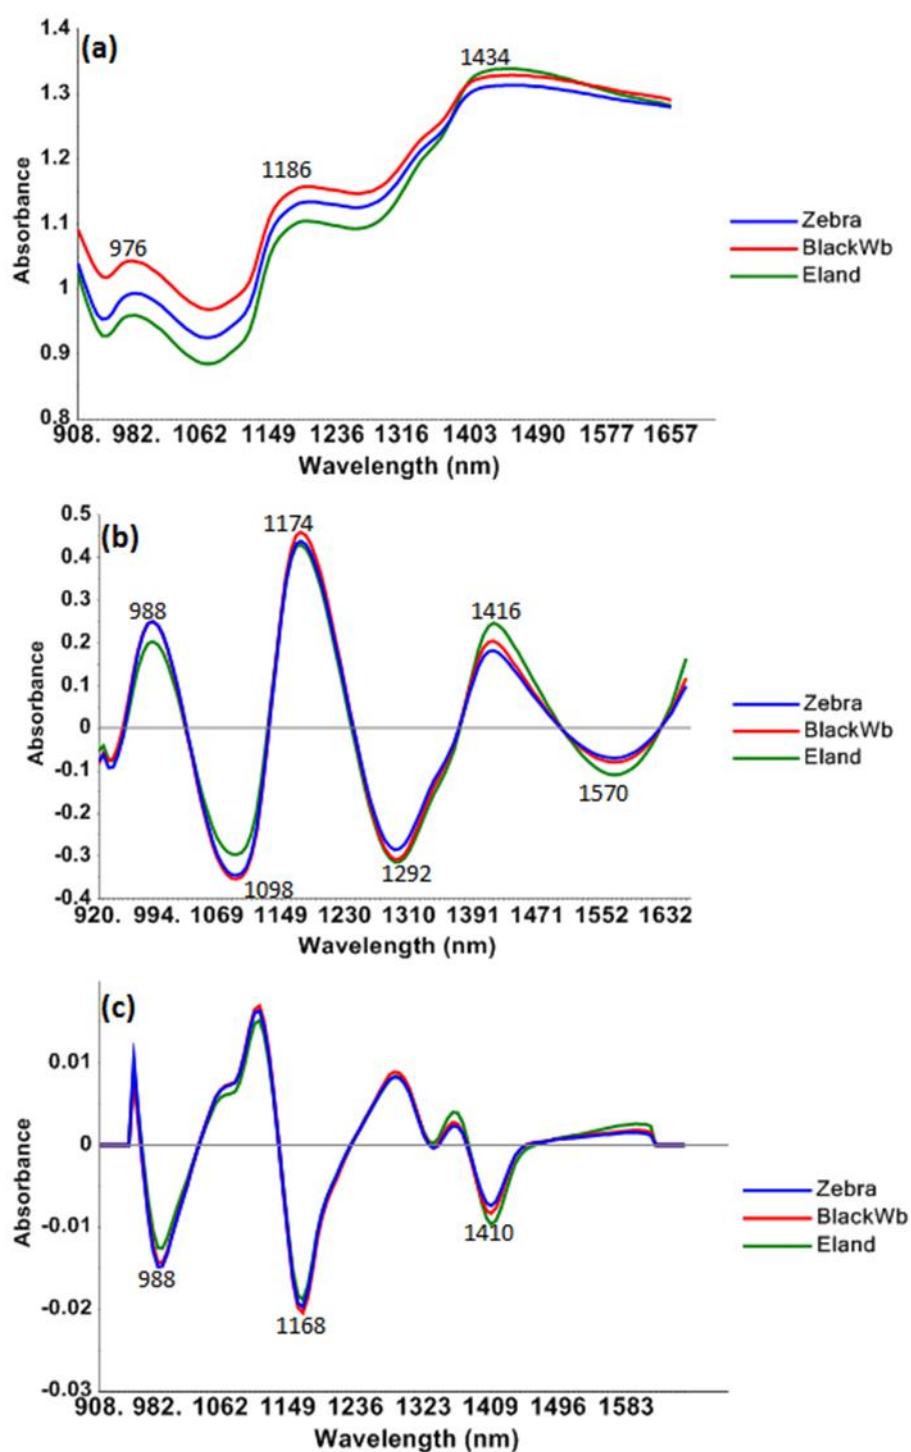 (a)
1.4
1.3
1.2
1.1
1
0.9
0.8
Absorbance
976
1186
1434
908. 982. 1062 1149 1236 1316 1403 1490 1577 1657
Wavelength (nm)
Zebra
BlackWb
Eland
(b)
0.5
0.4
0.3
0.2
0.1
0
-0.1
-0.2
-0.3
-0.4
Absorbance
988
1174
1416
1098
1292
1570
920. 994. 1069 1149 1230 1310 1391 1471 1552 1632
Wavelength (nm)
Zebra
BlackWb
Eland
(c)
0.01
0
-0.01
-0.02
-0.03
Absorbance
988
1168
1410
908. 982. 1062 1149 1236 1323 1409 1496 1583
Wavelength (nm)
Zebra
BlackWb
Eland